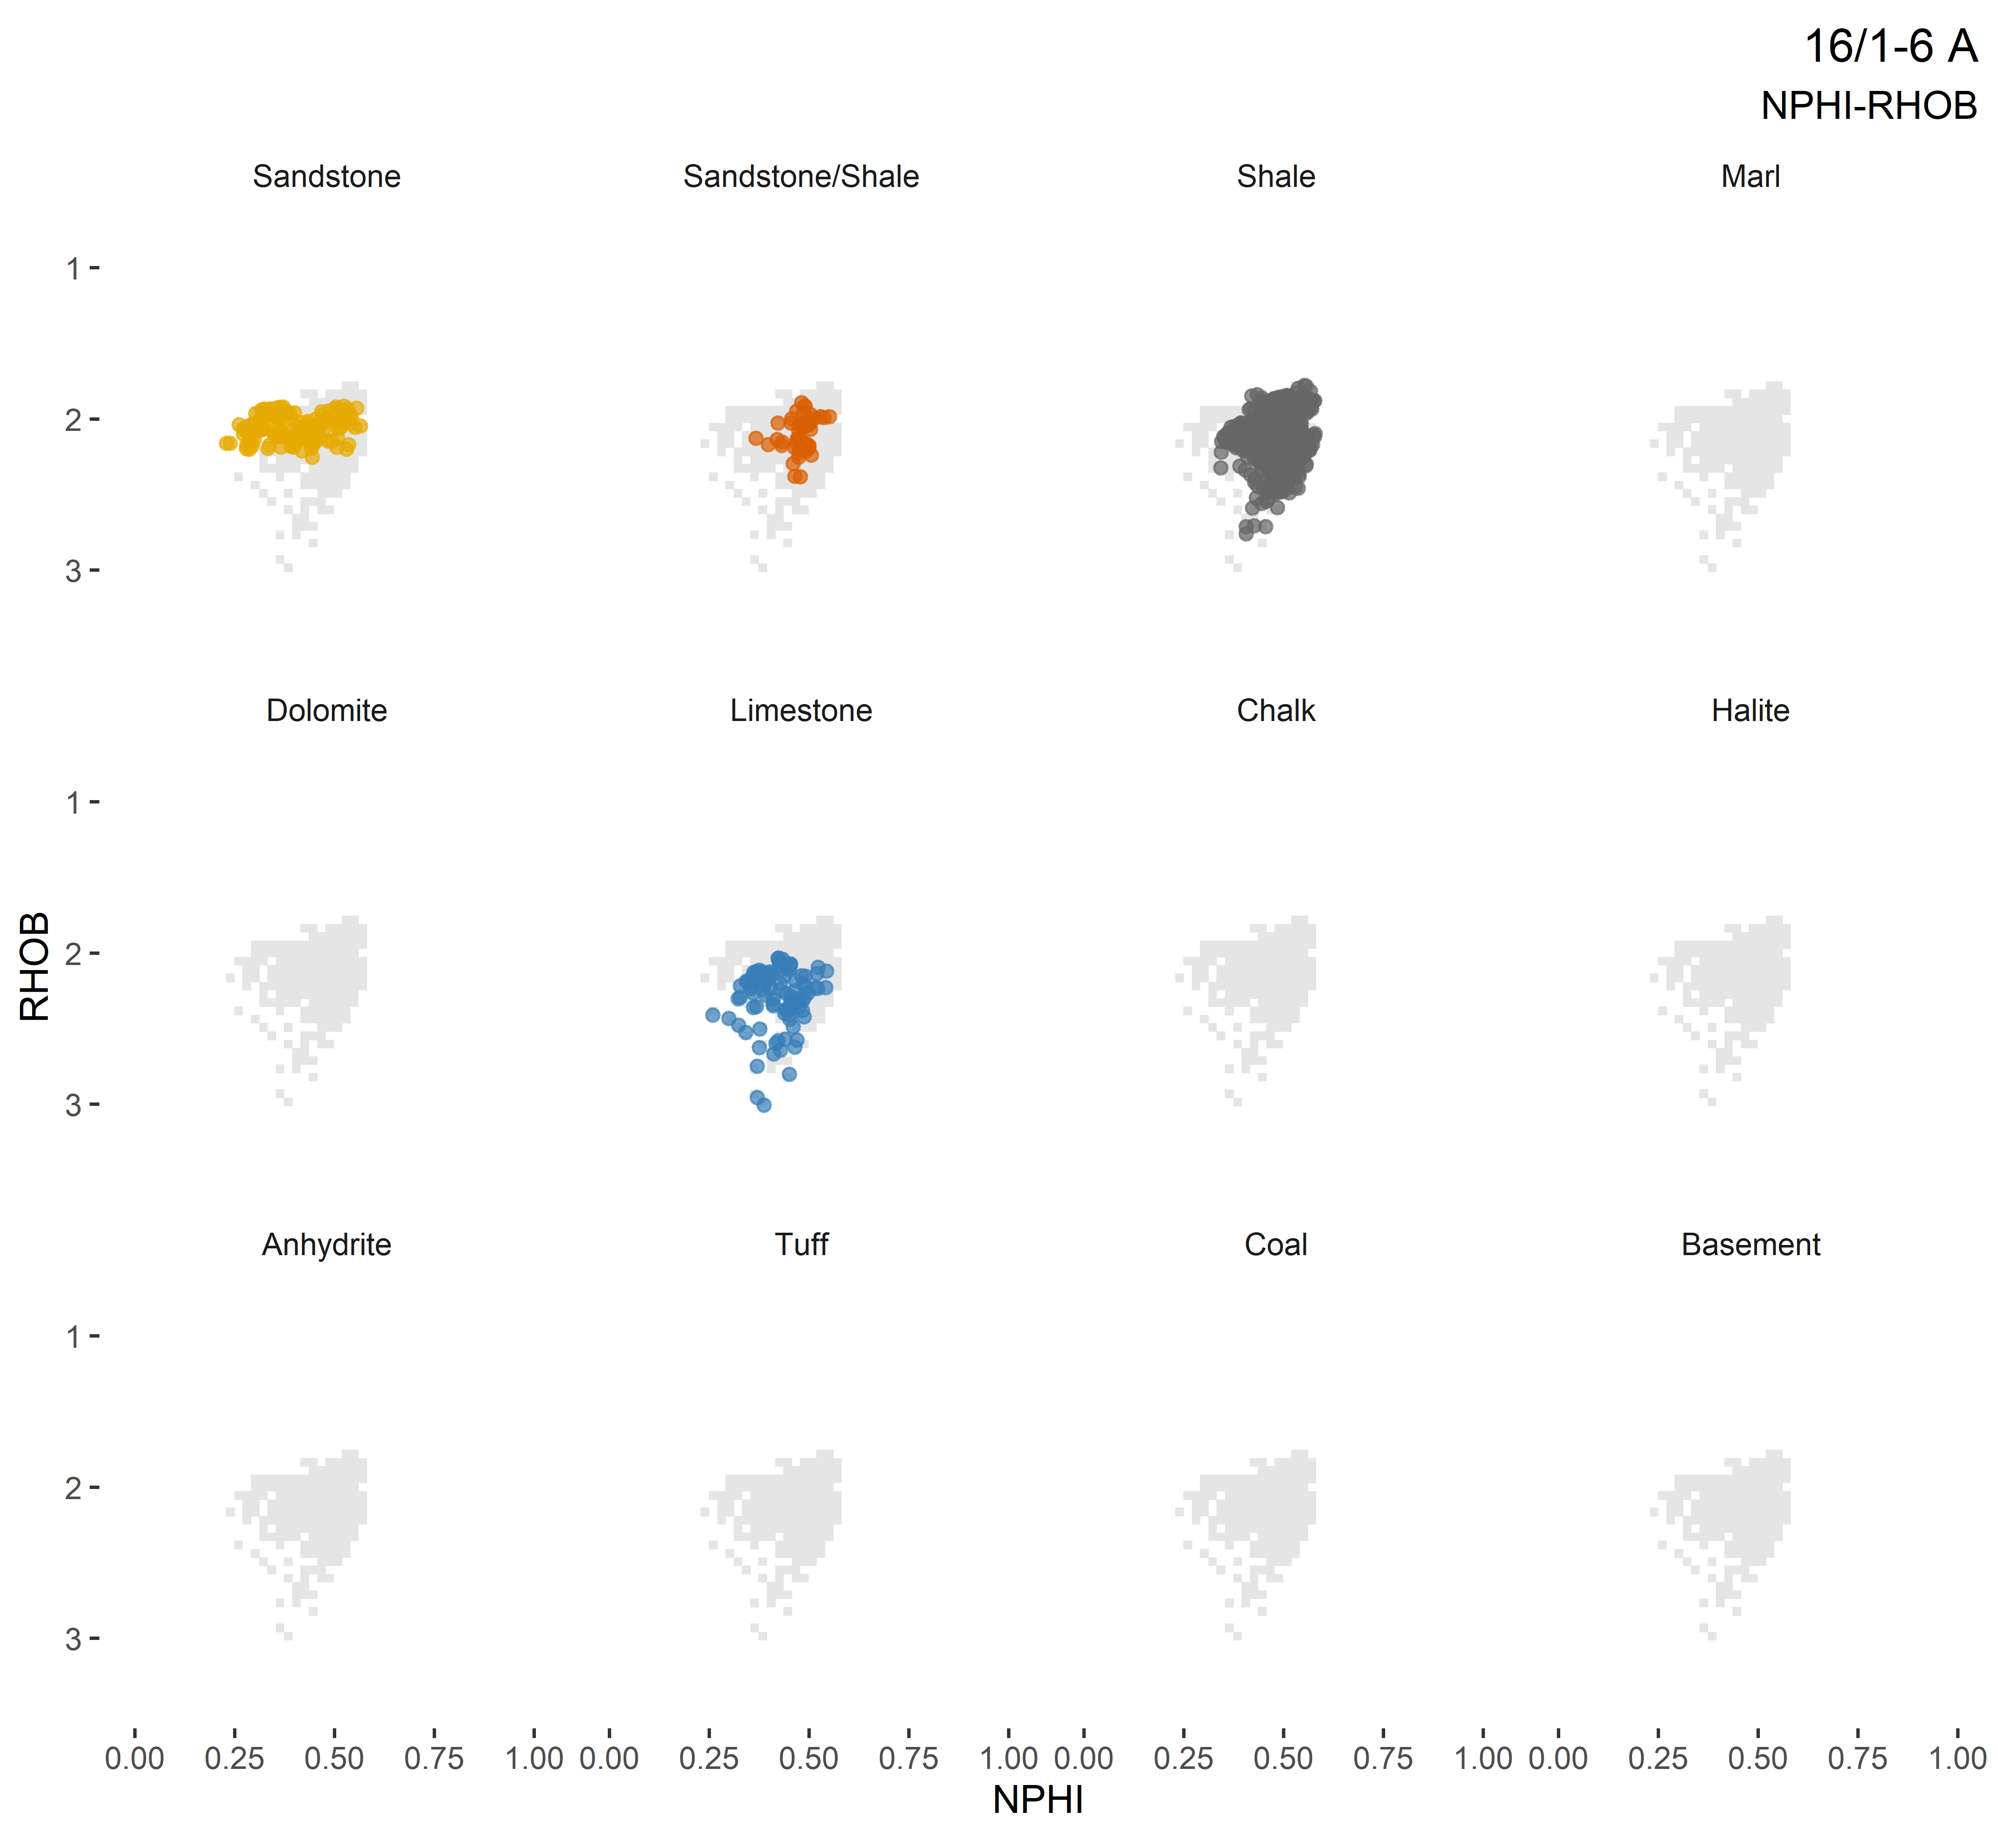 16/1-6 A
NPHI-RHOB
Sandstone
Sandstone/Shale
Shale
Marl
1
2
3
Dolomite
Limestone
Chalk
Halite
1
2
3
RHOB
Anhydrite
Tuff
Coal
Basement
1
2
3
0.00 0.25 0.50 0.75 1.00 0.00 0.25 0.50 0.75 1.00 0.00 0.25 0.50 0.75 1.00 0.00 0.25 0.50 0.75 1.00
NPHI